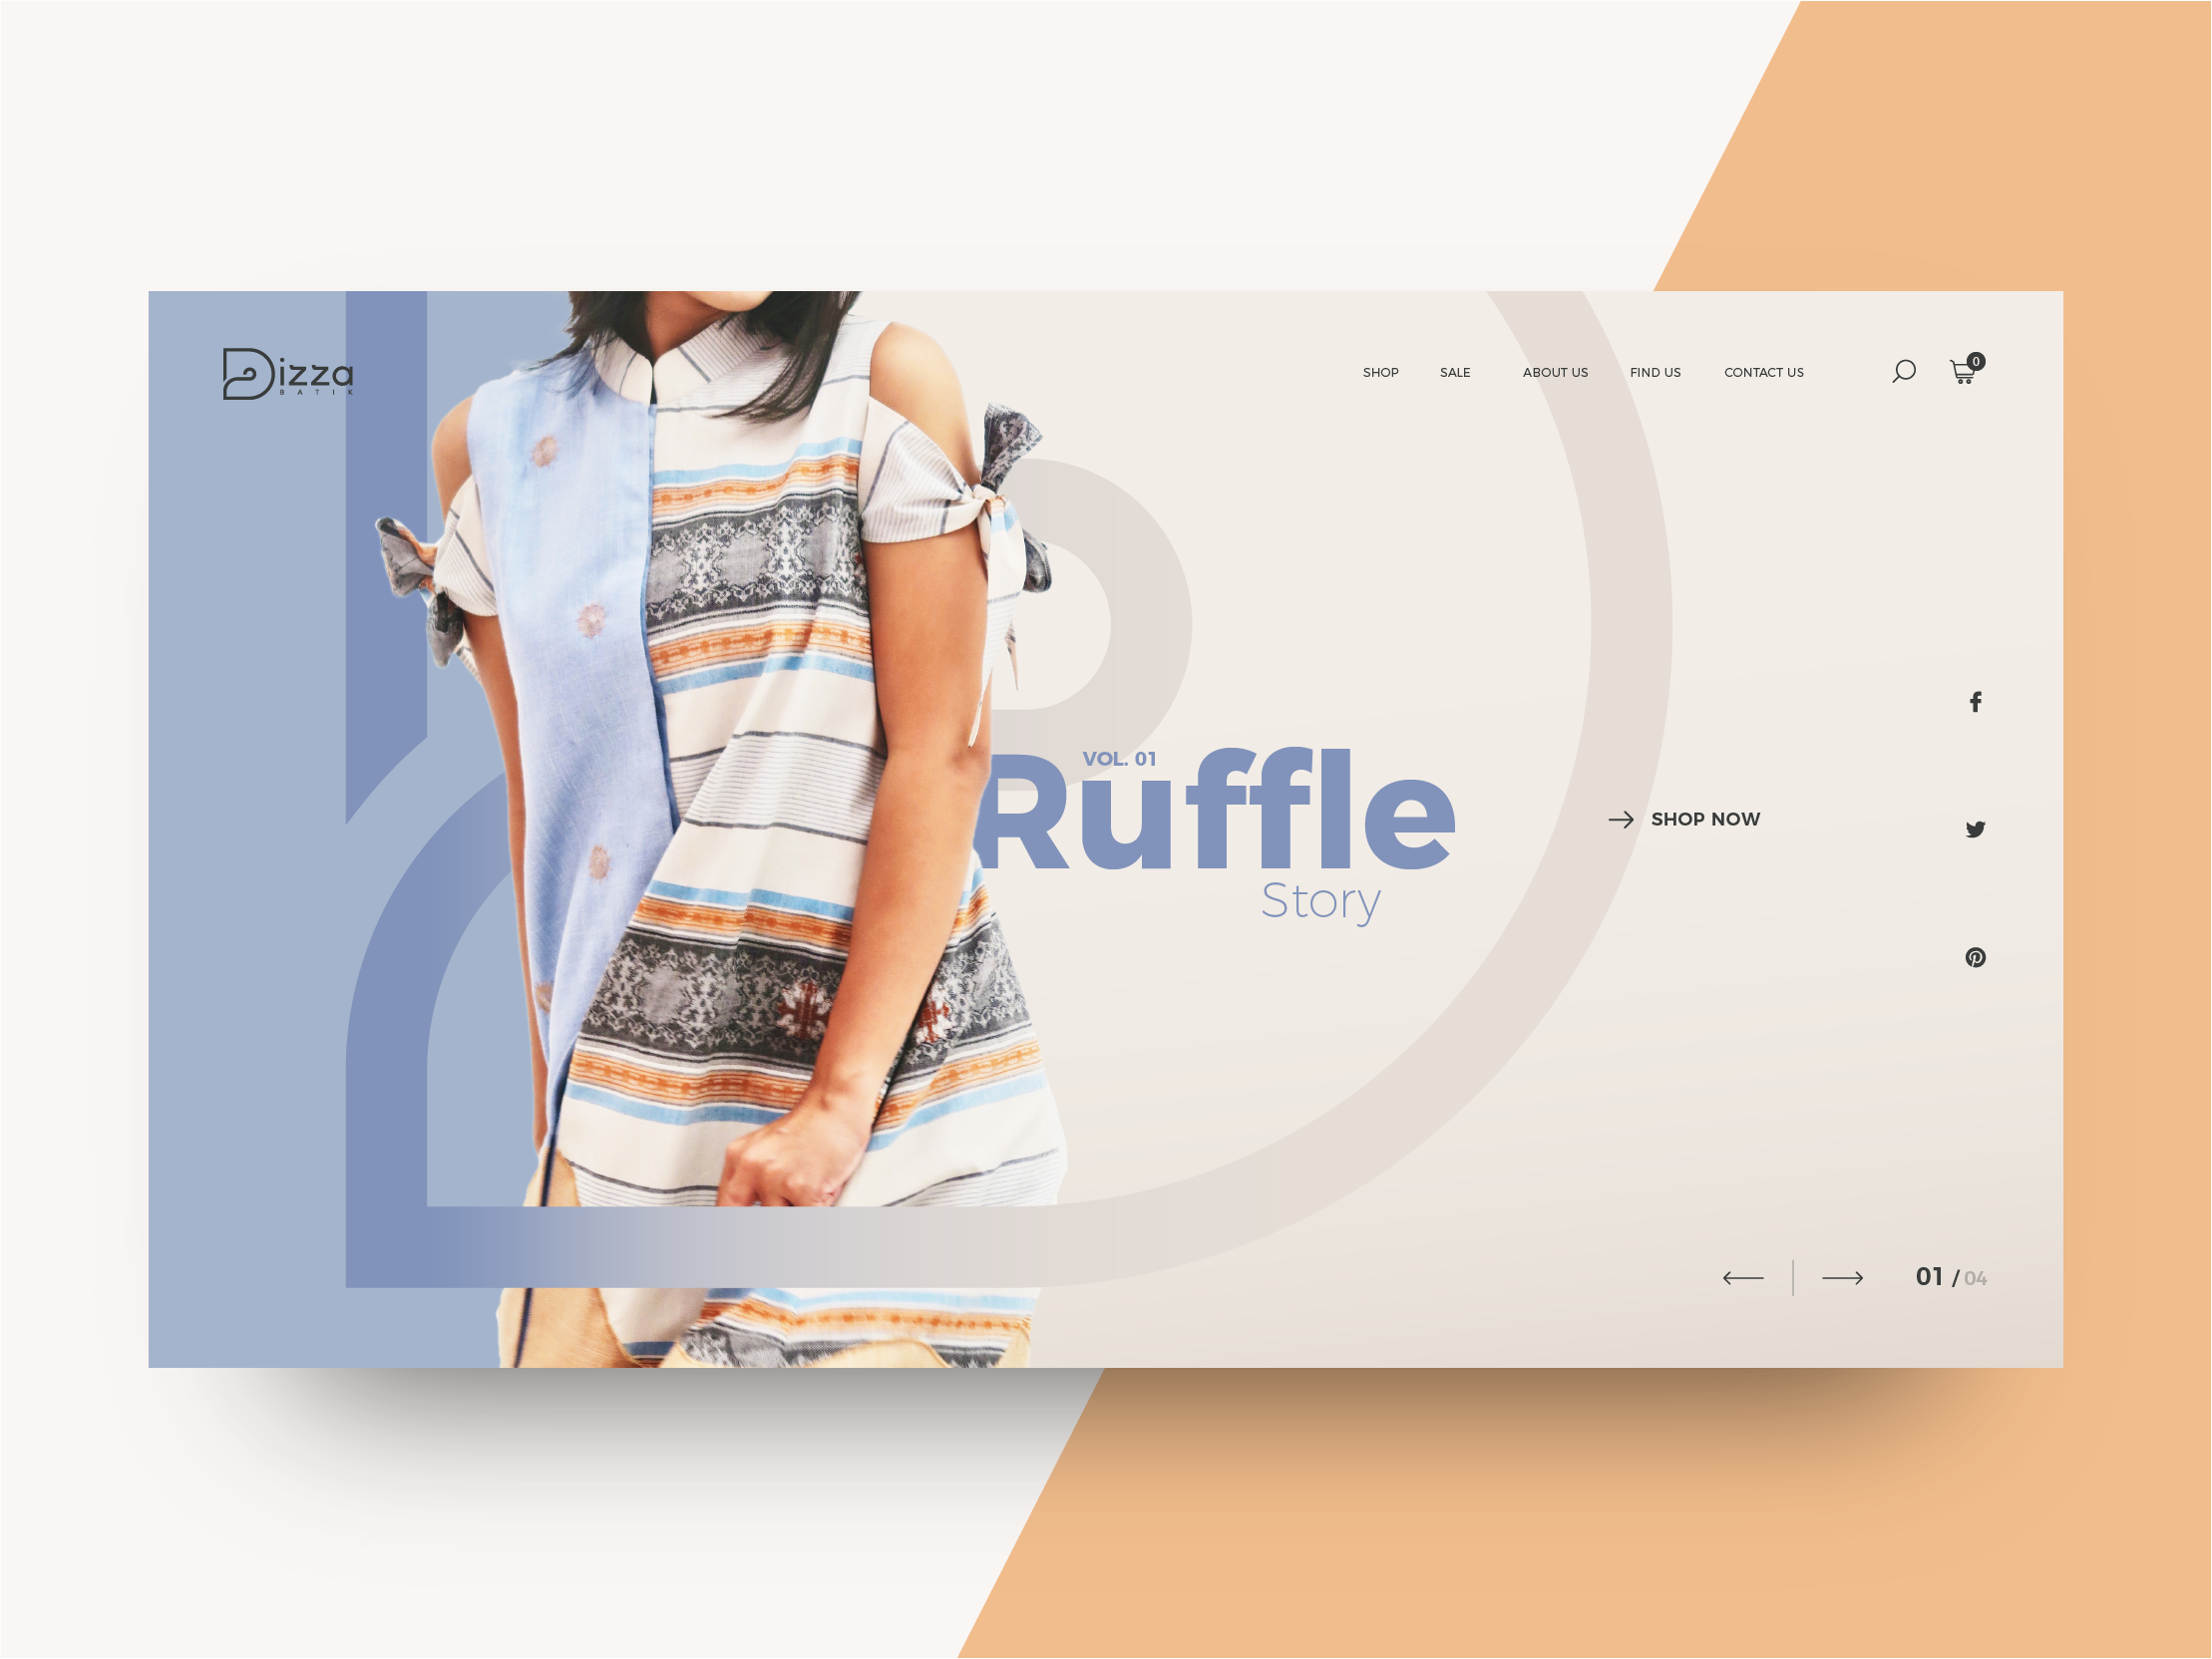 Dizza
BATIK
SHOP SALE ABOUT US FIND US CONTACT US 0
VOL. 01
Ruffle
Story
SHOP NOW
01 / 04